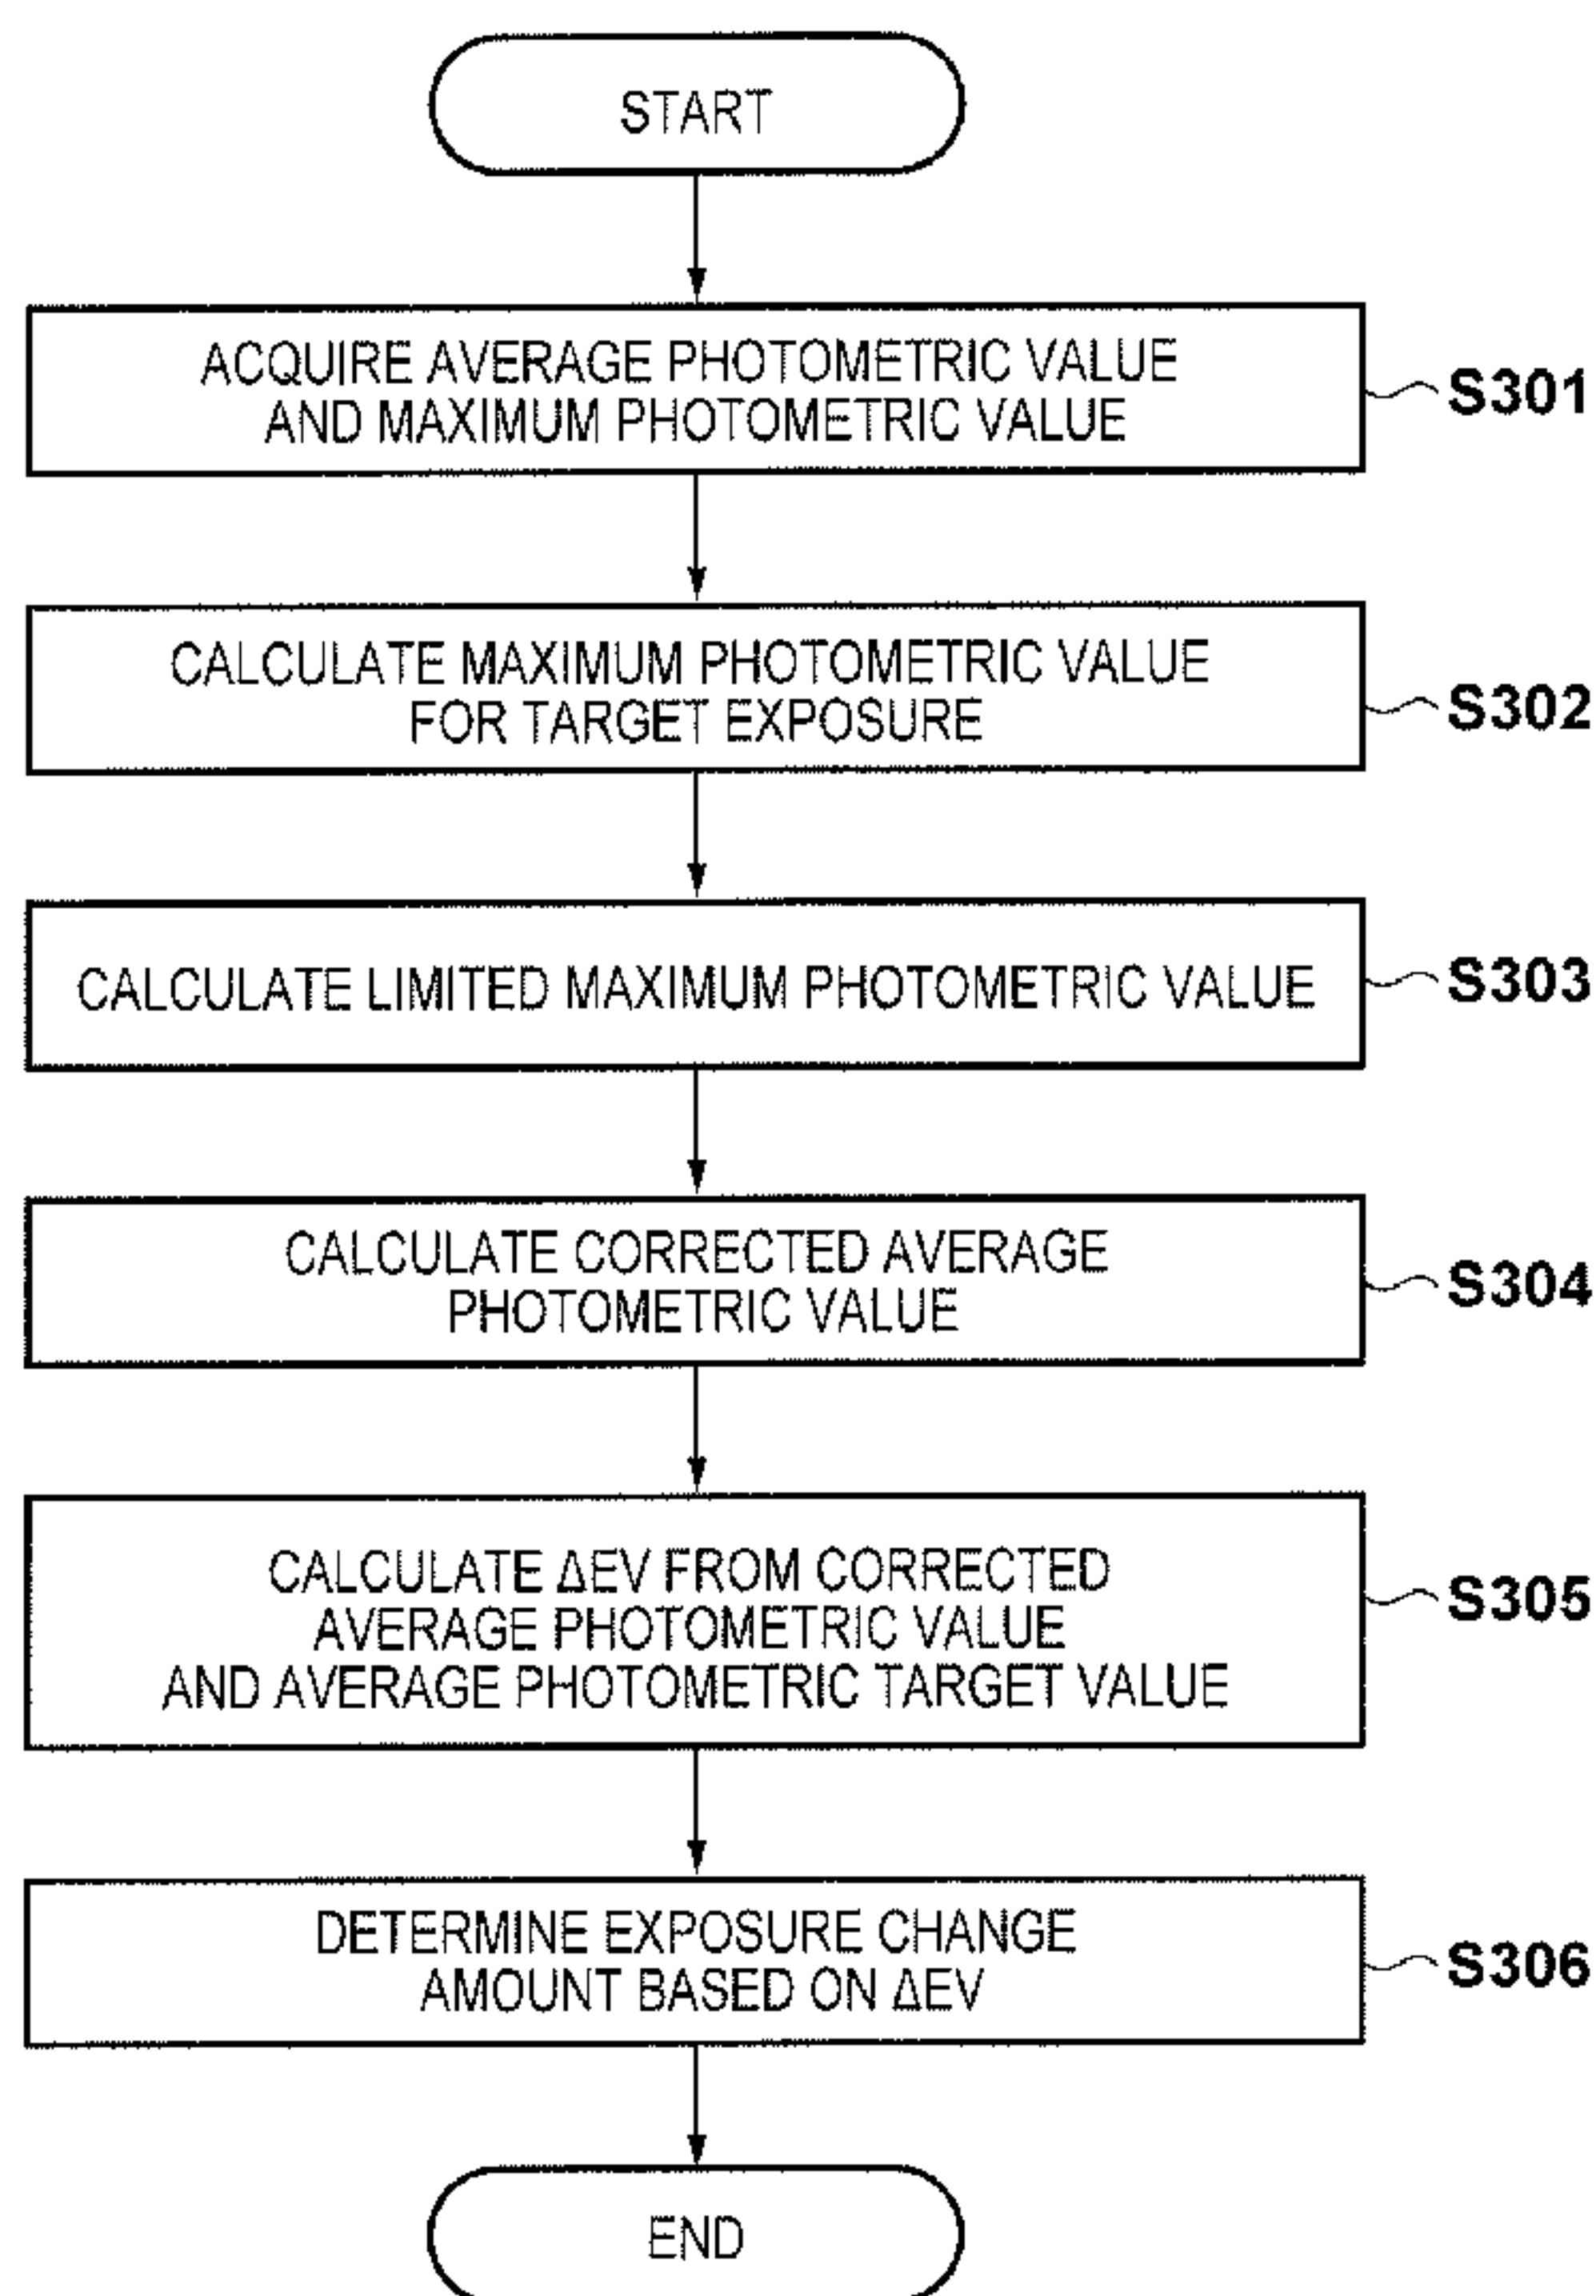 START
ACQUIRE AVERAGE PHOTOMETRIC VALUE
AND MAXIMUM PHOTOMETRIC VALUE
S301
CALCULATE MAXIMUM PHOTOMETRIC VALUE
FOR TARGET EXPOSURE
S302
CALCULATE LIMITED MAXIMUM PHOTOMETRIC VALUE
S303
CALCULATE CORRECTED AVERAGE
PHOTOMETRIC VALUE
S304
CALCULATE ΔEV FROM CORRECTED
AVERAGE PHOTOMETRIC VALUE
AND AVERAGE PHOTOMETRIC TARGET VALUE
S305
DETERMINE EXPOSURE CHANGE
AMOUNT BASED ON ΔEV
S306
END